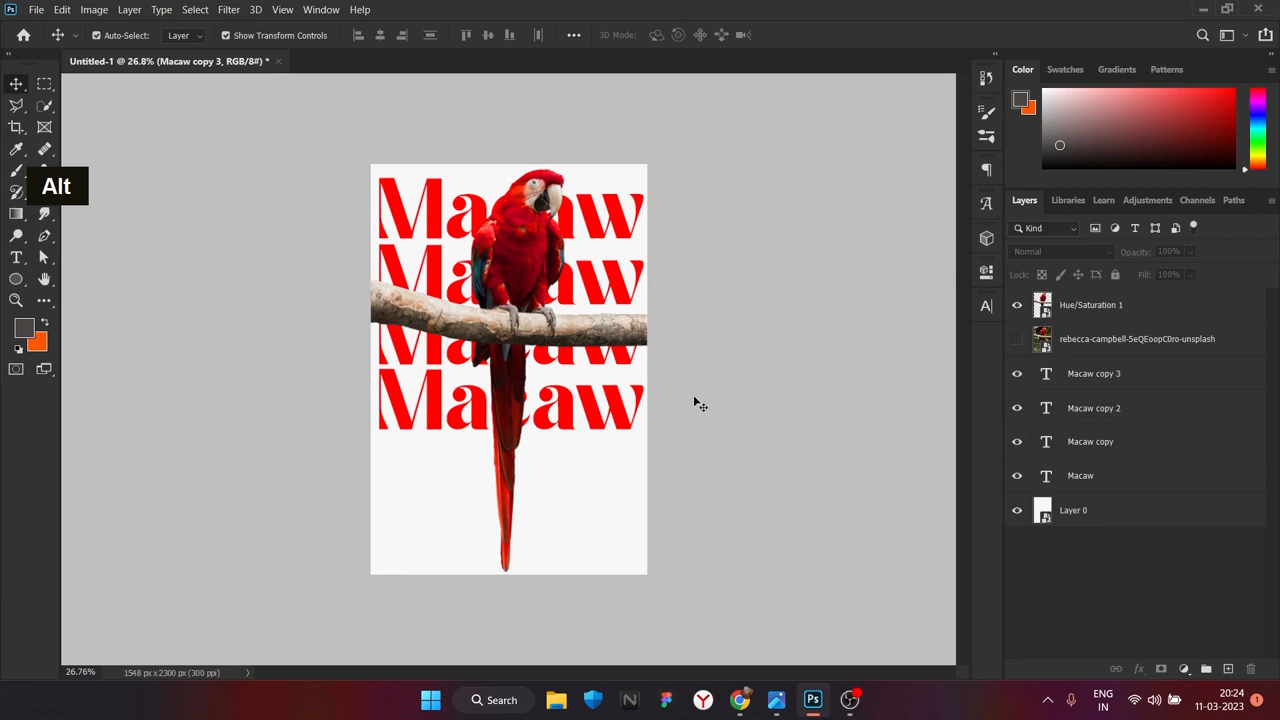 Ps File Edit Image Layer Type Select Filter 3D View Window Help
Auto-Select: Layer Show Transform Controls 3D Mode:
Untitled-1 @ 26.8% (Macaw copy 3, RGB/8#) *
Color Swatches Gradients Patterns
Alt
Macaw
Macaw
Macaw
Macaw
Layers Libraries Learn Adjustments Channels Paths
Kind
Normal Opacity: 100%
Lock: Fill: 100%
Hue/Saturation 1
rebecca-campbell-5eQEoopC0ro-unsplash
Macaw copy 3
Macaw copy 2
Macaw copy
Macaw
Layer 0
26.76% 1548 px x 2300 px (300 ppi)
Search
ENG
IN
20:24
11-03-2023